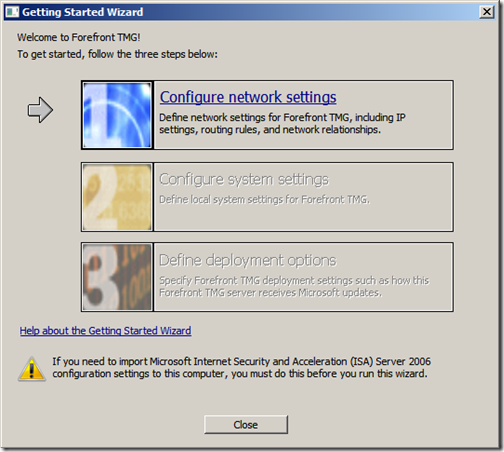 Getting Started Wizard
Welcome to Forefront TMG!
To get started, follow the three steps below:
1
Configure network settings
Define network settings for Forefront TMG, including IP
settings, routing rules, and network relationships.
2
Configure system settings
Define local system settings for Forefront TMG.
3
Define deployment options
Specify Forefront TMG deployment settings such as how this
Forefront TMG server receives Microsoft updates.
Help about the Getting Started Wizard
If you need to import Microsoft Internet Security and Acceleration (ISA) Server 2006
configuration settings to this computer, you must do this before you run this wizard.
Close